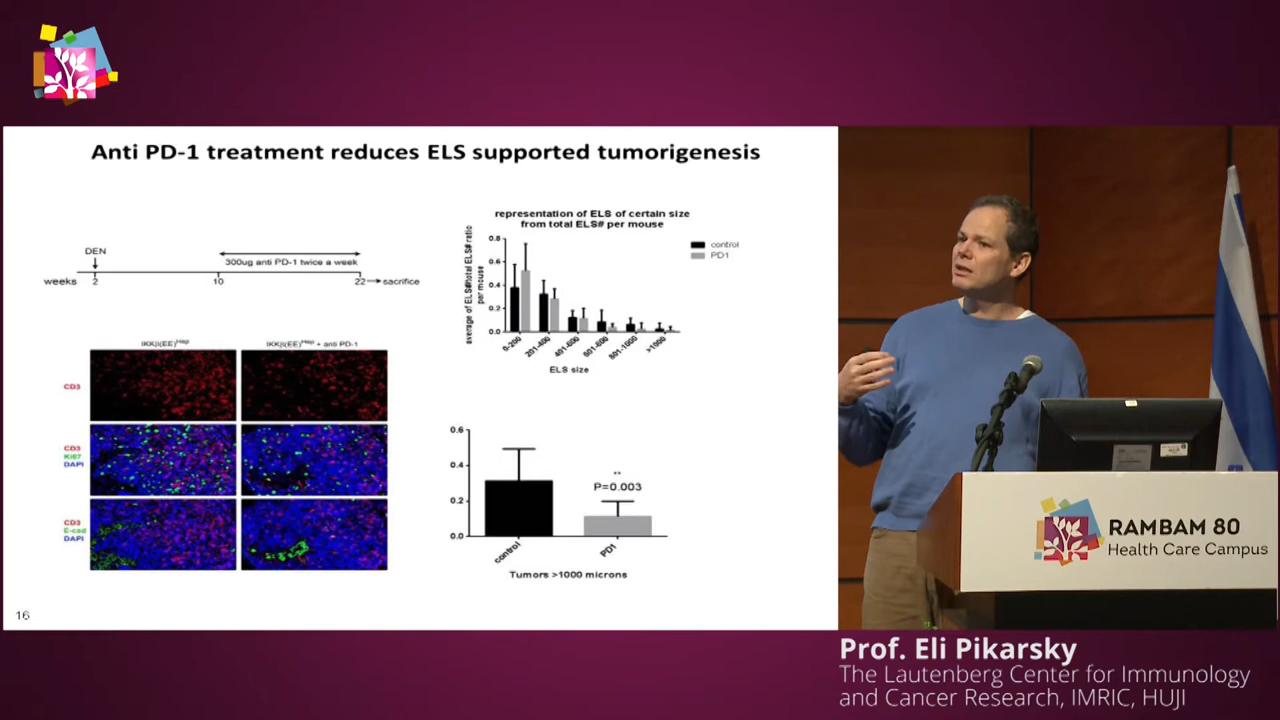 Anti PD-1 treatment reduces ELS supported tumorigenesis
DEN
300ug anti PD-1 twice a week
weeks 2 10 22 sacrifice
IKKβ(EE)Hep
IKKβ(EE)Hep + anti PD-1
CD3
CD3
Ki67
DAPI
CD3
E-cad
DAPI
representation of ELS of certain size
from total ELS# per mouse
average of ELS#/total ELS# ratio
per mouse
0.8
0.6
0.4
0.2
0.0
0-200
201-400
401-600
601-800
801-1000
>1000
ELS size
control
PD1
0.6
0.4
0.2
0.0
**
P=0.003
control
PD1
Tumors >1000 microns
16
RAMBAM 80
Health Care Campus
Prof. Eli Pikarsky
The Lautenberg Center for Immunology
and Cancer Research, IMRIC, HUJI